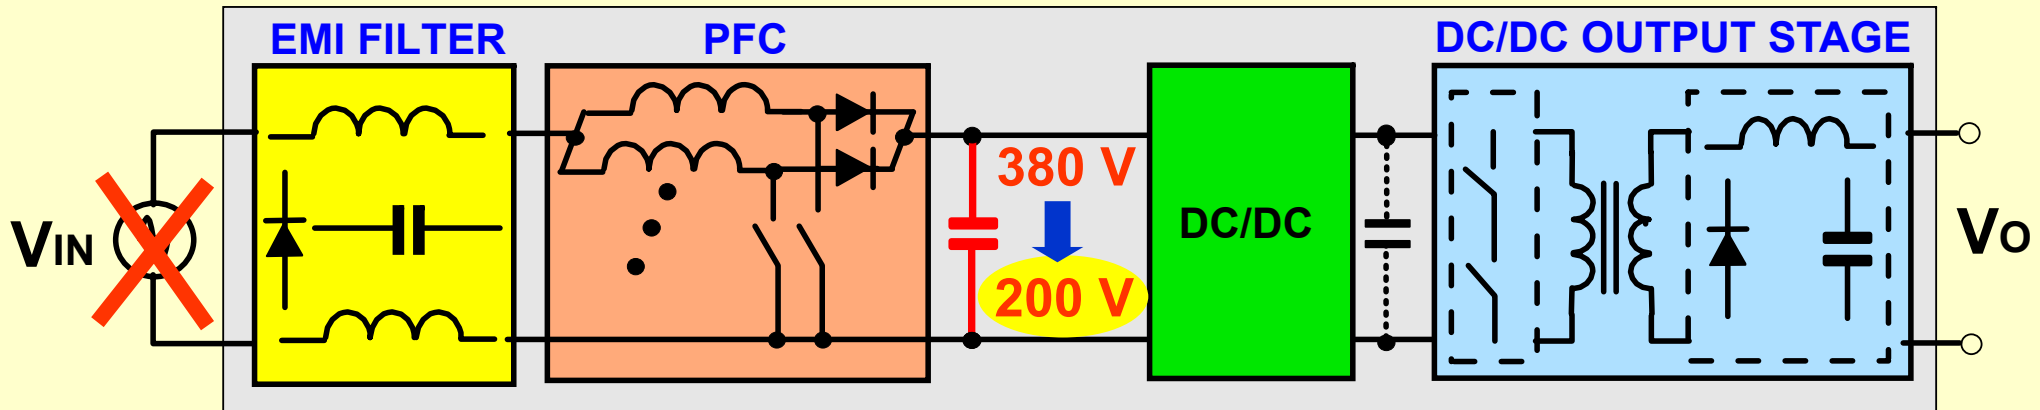 EMI FILTER
PFC
DC/DC OUTPUT STAGE
VIN
380 V
200 V
DC/DC
VO